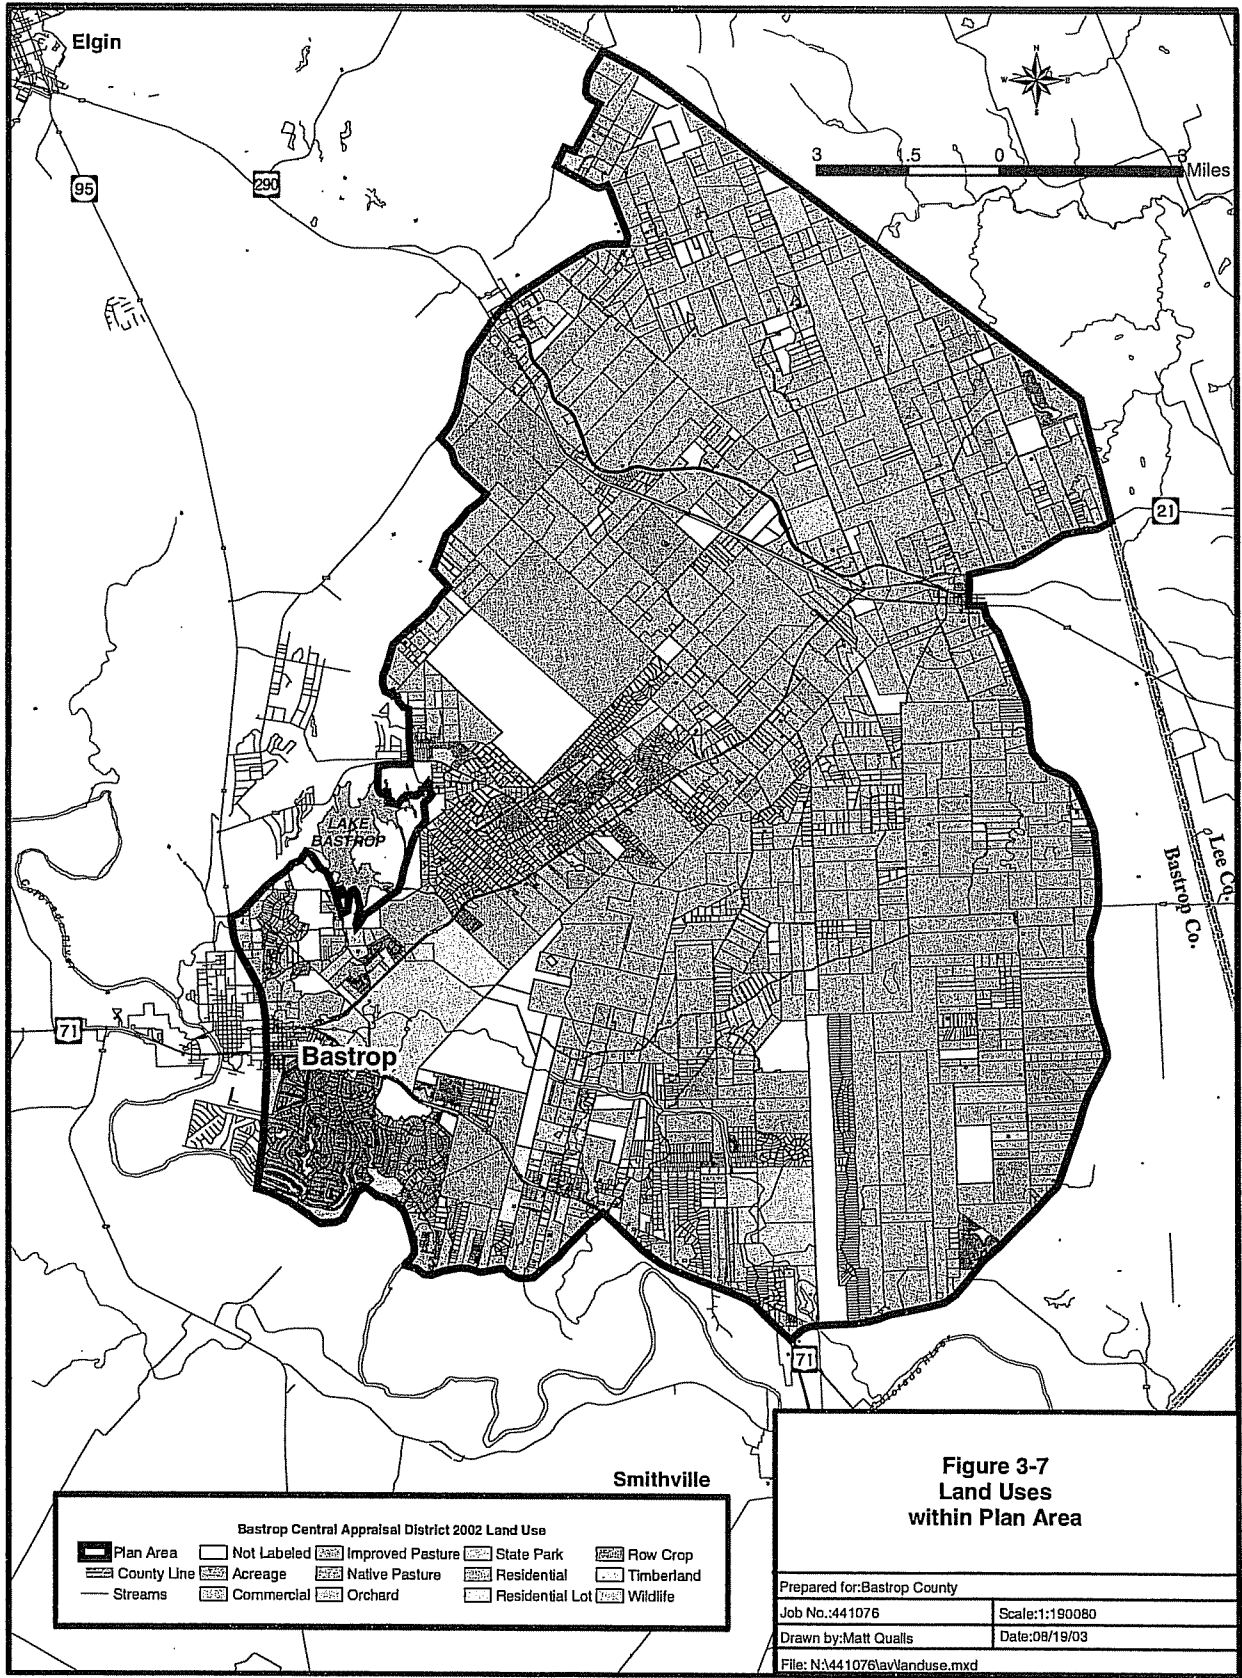 Elgin
N
W
E
S
3 1.5 0 3 Miles
95
290
21
LAKE
BASTROP
Lee Co.
Bastrop Co.
Colorado River
71
Bastrop
71
Colorado River
Smithville
Bastrop Central Appraisal District 2002 Land Use
Plan Area Not Labeled Improved Pasture State Park Row Crop
County Line Acreage Native Pasture Residential Timberland
Streams Commercial Orchard Residential Lot Wildlife
Figure 3-7
Land Uses
within Plan Area
Prepared for:Bastrop County
Job No.:441076 Scale:1:190080
Drawn by:Matt Qualls Date:08/19/03
File: N:\441076\av\landuse.mxd